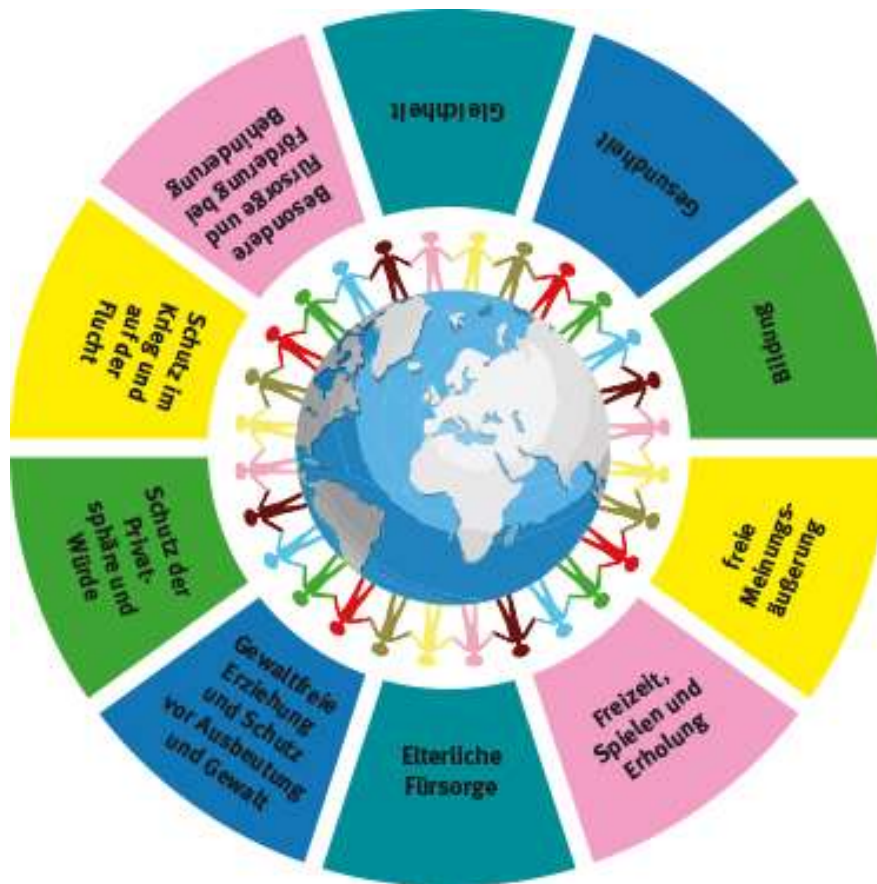 Gleichheit
Gesundheit
Bildung
freie
Meinungs-
äußerung
Freizeit,
Spielen und
Erholung
Elterliche
Fürsorge
Gewaltfreie
Erziehung
und Schutz
vor Ausbeutung
und Gewalt
Schutz der
Privat-
sphäre und
Würde
Schutz im
Krieg und
auf der
Flucht
Besondere
Fürsorge und
Förderung bei
Behinderung